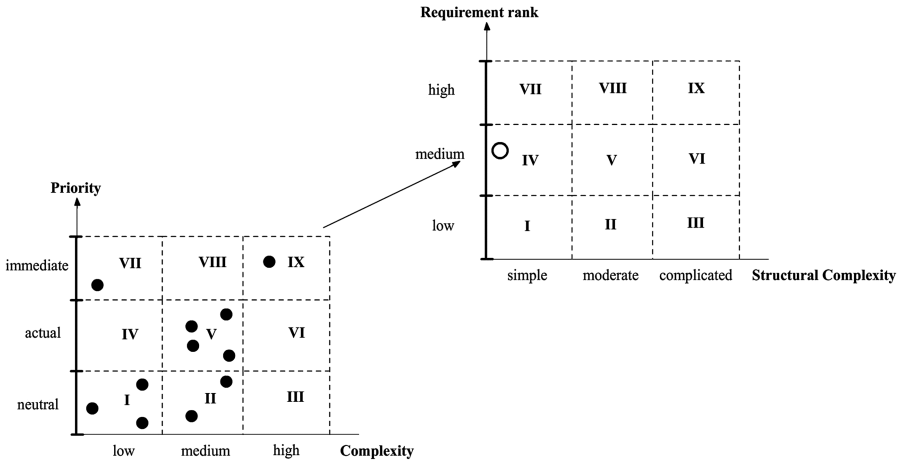 Requirement rank
high
VII
VIII
IX
medium
IV
V
VI
low
I
II
III
simple
moderate
complicated
Structural Complexity
Priority
immediate
VII
VIII
IX
actual
IV
V
VI
neutral
I
II
III
low
medium
high
Complexity